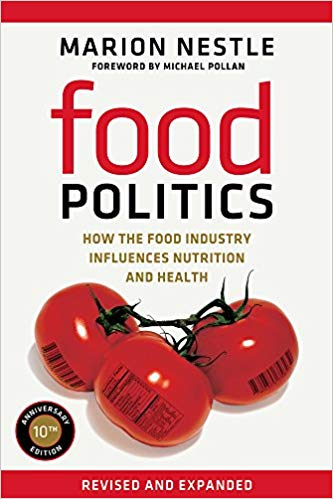 MARION NESTLE
FOREWORD BY MICHAEL POLLAN
food
POLITICS
HOW THE FOOD INDUSTRY
INFLUENCES NUTRITION
AND HEALTH
ANNIVERSARY
10TH
EDITION
REVISED AND EXPANDED